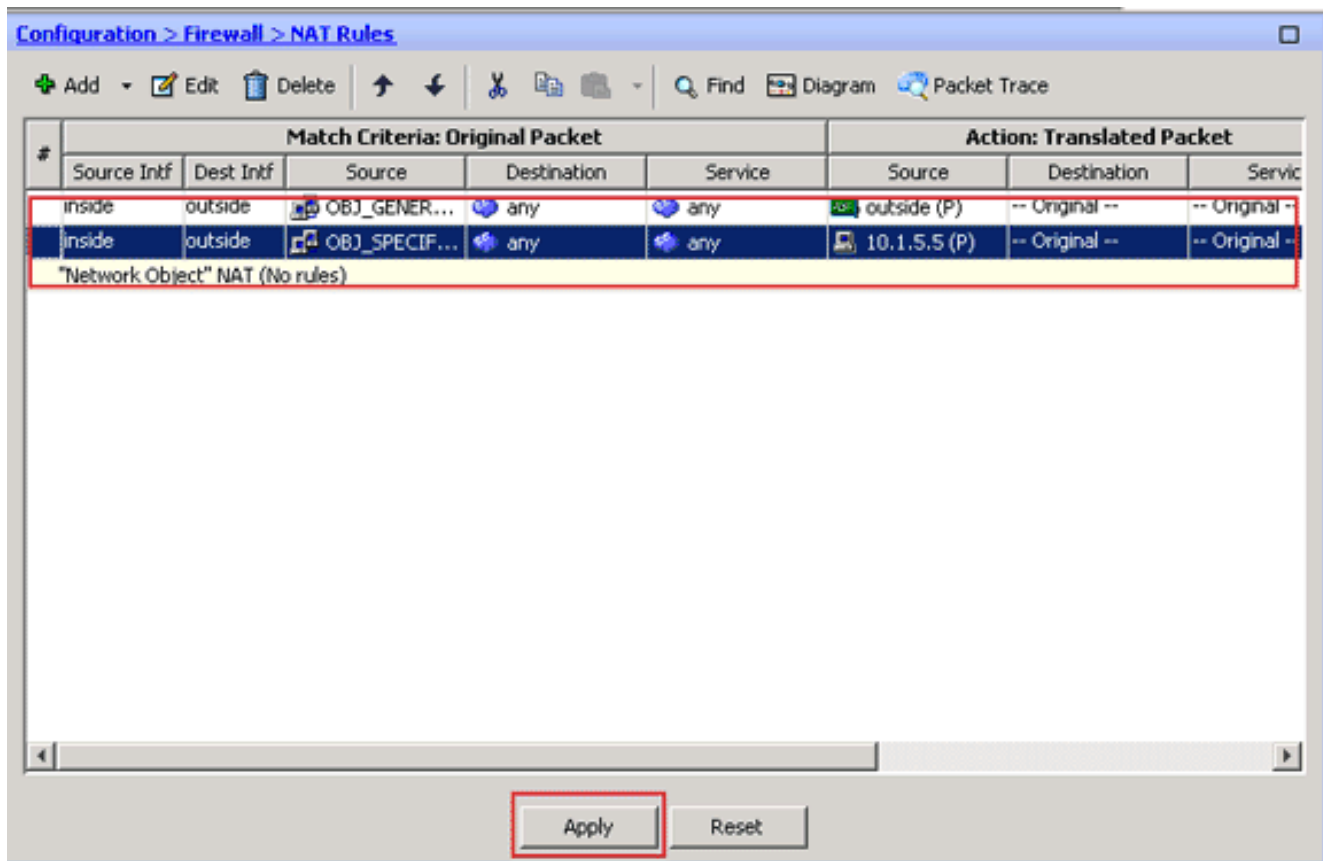 Configuration > Firewall > NAT Rules
Add Edit Delete Find Diagram Packet Trace
# Match Criteria: Original Packet Action: Translated Packet
Source Intf Dest Intf Source Destination Service Source Destination Servic
inside outside OBJ_GENER... any any outside (P) -- Original -- -- Original -
inside outside OBJ_SPECIF... any any 10.1.5.5 (P) -- Original -- -- Original -
"Network Object" NAT (No rules)
Apply Reset